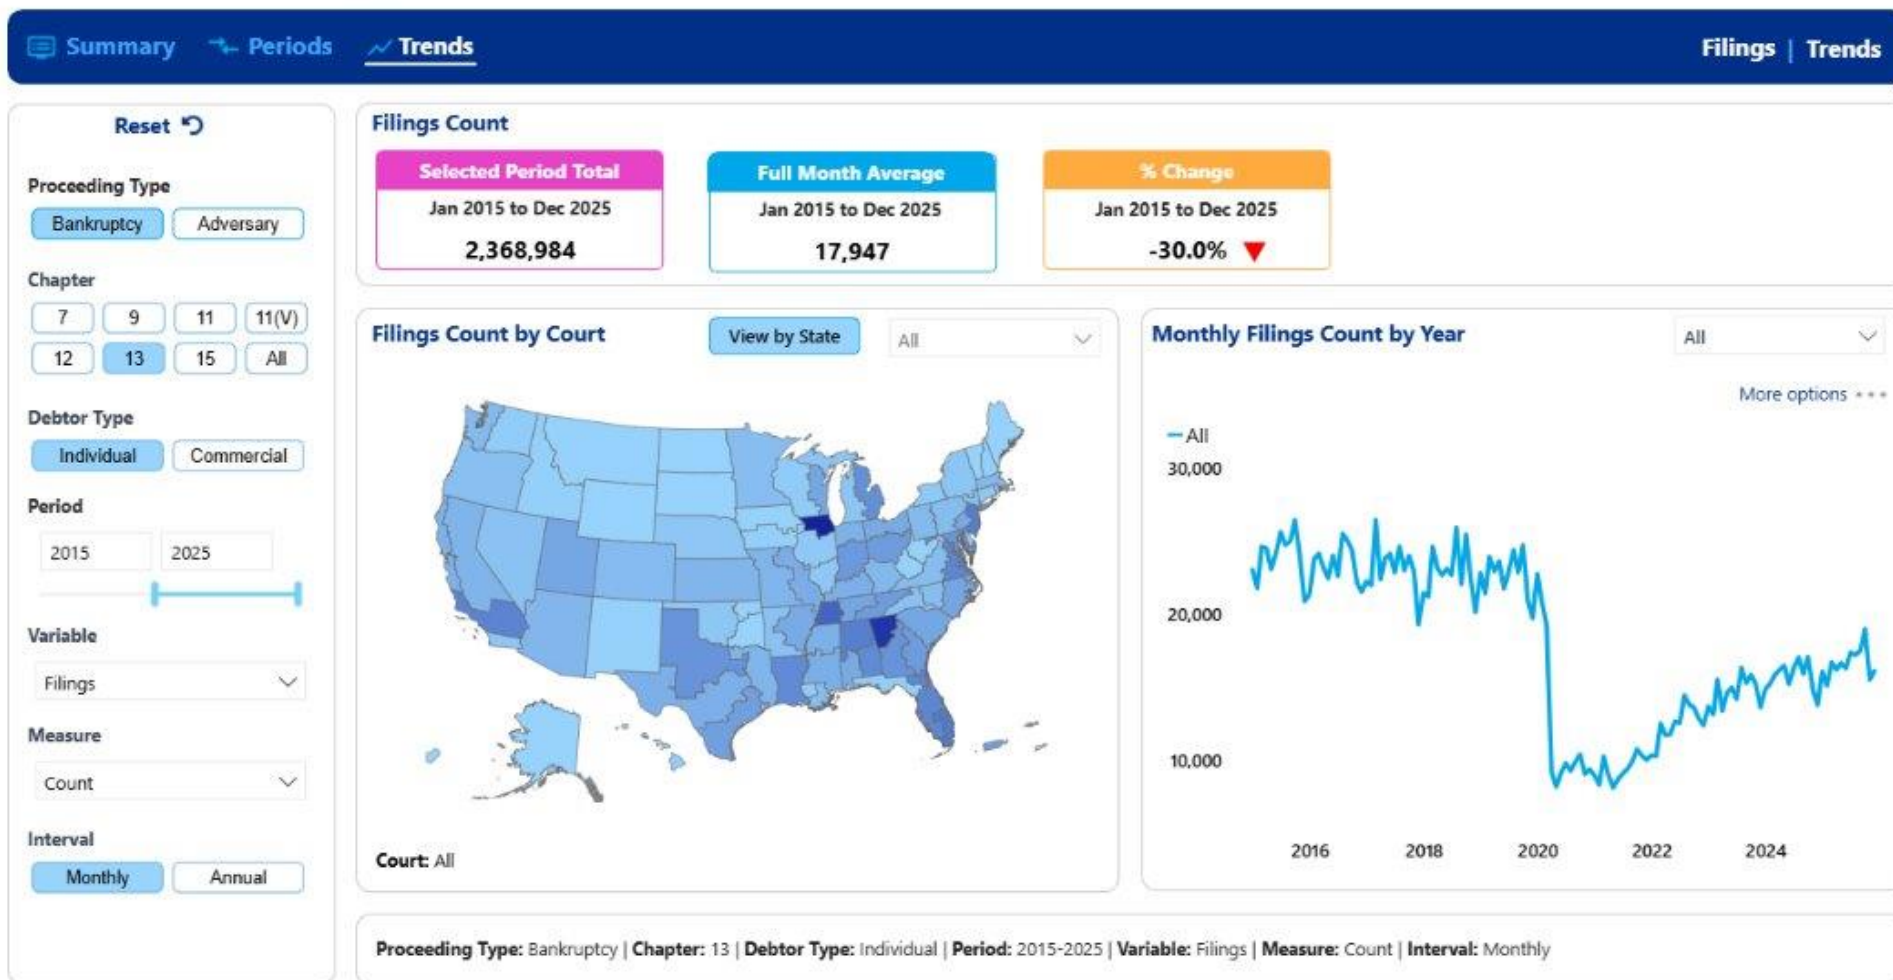 Summary Periods Trends Filings | Trends
Reset
Proceeding Type
Bankruptcy Adversary
Chapter
7 9 11 11(V)
12 13 15 All
Debtor Type
Individual Commercial
Period
2015 2025
Variable
Filings
Measure
Count
Interval
Monthly Annual
Filings Count
Selected Period Total
Jan 2015 to Dec 2025
2,368,984
Full Month Average
Jan 2015 to Dec 2025
17,947
% Change
Jan 2015 to Dec 2025
-30.0%
Filings Count by Court View by State All
Court: All
Monthly Filings Count by Year All
More options
All
30,000
20,000
10,000
2016 2018 2020 2022 2024
Proceeding Type: Bankruptcy | Chapter: 13 | Debtor Type: Individual | Period: 2015-2025 | Variable: Filings | Measure: Count | Interval: Monthly